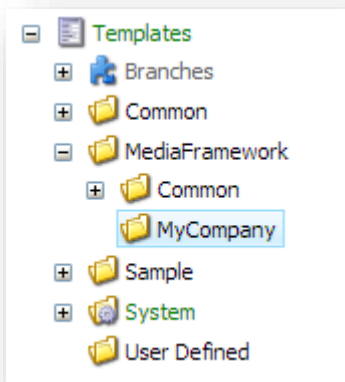 Templates
Branches
Common
MediaFramework
Common
MyCompany
Sample
System
User Defined